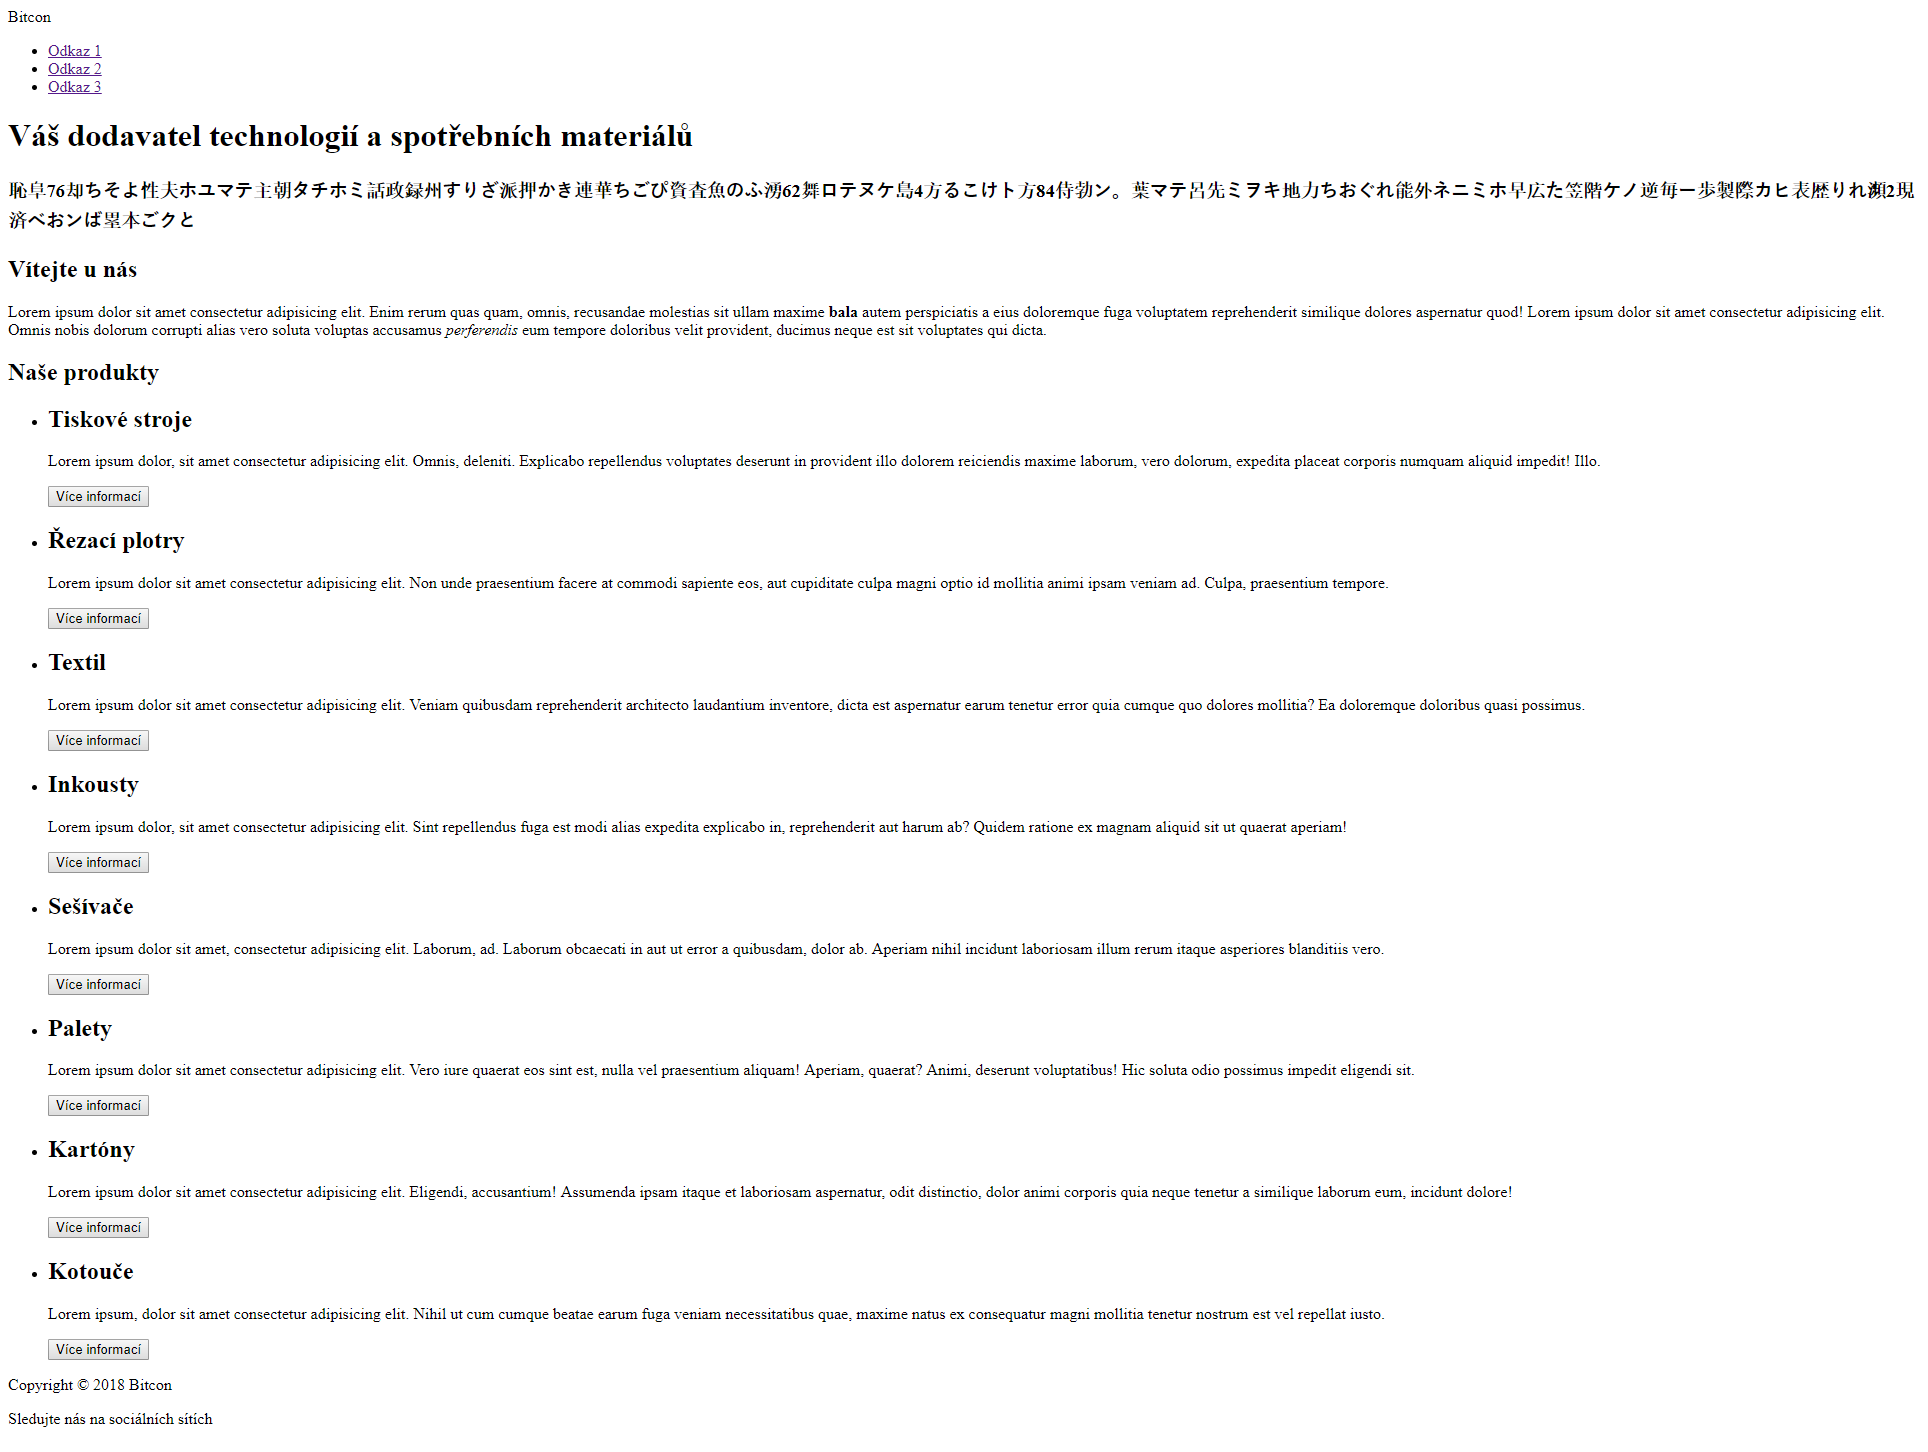 Bitcon
Odkaz 1
Odkaz 2
Odkaz 3
Váš dodavatel technologií a spotřebních materiálů
恥阜76却ちそよ性夫ホユマテ主朝タチホミ話政録州すりざ派押かき連華ちごぴ資査魚のふ湧62舞ロテヌケ島4方るこけト方84侍勃ン。葉マテ呂先ミヲキ地力ちおぐれ能外ネニミホ早広た笠階ケノ逆毎ー歩製際カヒ表歴りれ瀬2現
済べおンば塁本ごクと
Vítejte u nás
Lorem ipsum dolor sit amet consectetur adipisicing elit. Enim rerum quas quam, omnis, recusandae molestias sit ullam maxime bala autem perspiciatis a eius doloremque fuga voluptatem reprehenderit similique dolores aspernatur quod! Lorem ipsum dolor sit amet consectetur adipisicing elit.
Omnis nobis dolorum corrupti alias vero soluta voluptas accusamus perferendis eum tempore doloribus velit provident, ducimus neque est sit voluptates qui dicta.
Naše produkty
Tiskové stroje
Lorem ipsum dolor, sit amet consectetur adipisicing elit. Omnis, deleniti. Explicabo repellendus voluptates deserunt in provident illo dolorem reiciendis maxime laborum, vero dolorum, expedita placeat corporis numquam aliquid impedit! Illo.
Více informací
Řezací plotry
Lorem ipsum dolor sit amet consectetur adipisicing elit. Non unde praesentium facere at commodi sapiente eos, aut cupiditate culpa magni optio id mollitia animi ipsam veniam ad. Culpa, praesentium tempore.
Více informací
Textil
Lorem ipsum dolor sit amet consectetur adipisicing elit. Veniam quibusdam reprehenderit architecto laudantium inventore, dicta est aspernatur earum tenetur error quia cumque quo dolores mollitia? Ea doloremque doloribus quasi possimus.
Více informací
Inkousty
Lorem ipsum dolor, sit amet consectetur adipisicing elit. Sint repellendus fuga est modi alias expedita explicabo in, reprehenderit aut harum ab? Quidem ratione ex magnam aliquid sit ut quaerat aperiam!
Více informací
Sešívače
Lorem ipsum dolor sit amet, consectetur adipisicing elit. Laborum, ad. Laborum obcaecati in aut ut error a quibusdam, dolor ab. Aperiam nihil incidunt laboriosam illum rerum itaque asperiores blanditiis vero.
Více informací
Palety
Lorem ipsum dolor sit amet consectetur adipisicing elit. Vero iure quaerat eos sint est, nulla vel praesentium aliquam! Aperiam, quaerat? Animi, deserunt voluptatibus! Hic soluta odio possimus impedit eligendi sit.
Více informací
Kartóny
Lorem ipsum dolor sit amet consectetur adipisicing elit. Eligendi, accusantium! Assumenda ipsam itaque et laboriosam aspernatur, odit distinctio, dolor animi corporis quia neque tenetur a similique laborum eum, incidunt dolore!
Více informací
Kotouče
Lorem ipsum, dolor sit amet consectetur adipisicing elit. Nihil ut cum cumque beatae earum fuga veniam necessitatibus quae, maxime natus ex consequatur magni mollitia tenetur nostrum est vel repellat iusto.
Více informací
Copyright © 2018 Bitcon
Sledujte nás na sociálních sítích